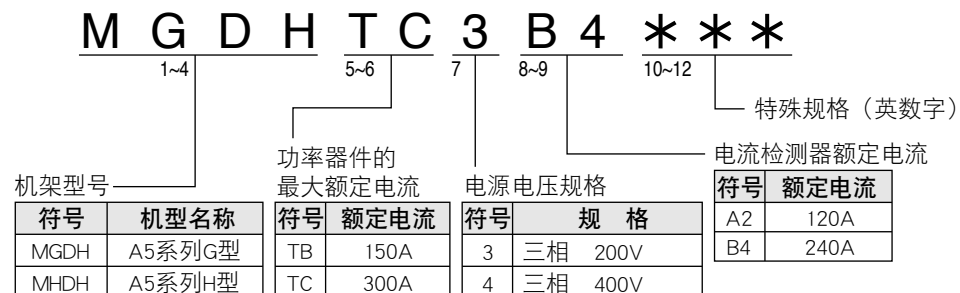 MGDHTC3B4***
1~4 5~6 7 8~9 10~12
特殊规格（英数字）
电流检测器额定电流
符号 额定电流
A2 120A
B4 240A
机架型号
符号 机型名称
MGDH A5系列G型
MHDH A5系列H型
功率器件的
最大额定电流
符号 额定电流
TB 150A
TC 300A
电源电压规格
符号 规 格
3 三相 200V
4 三相 400V